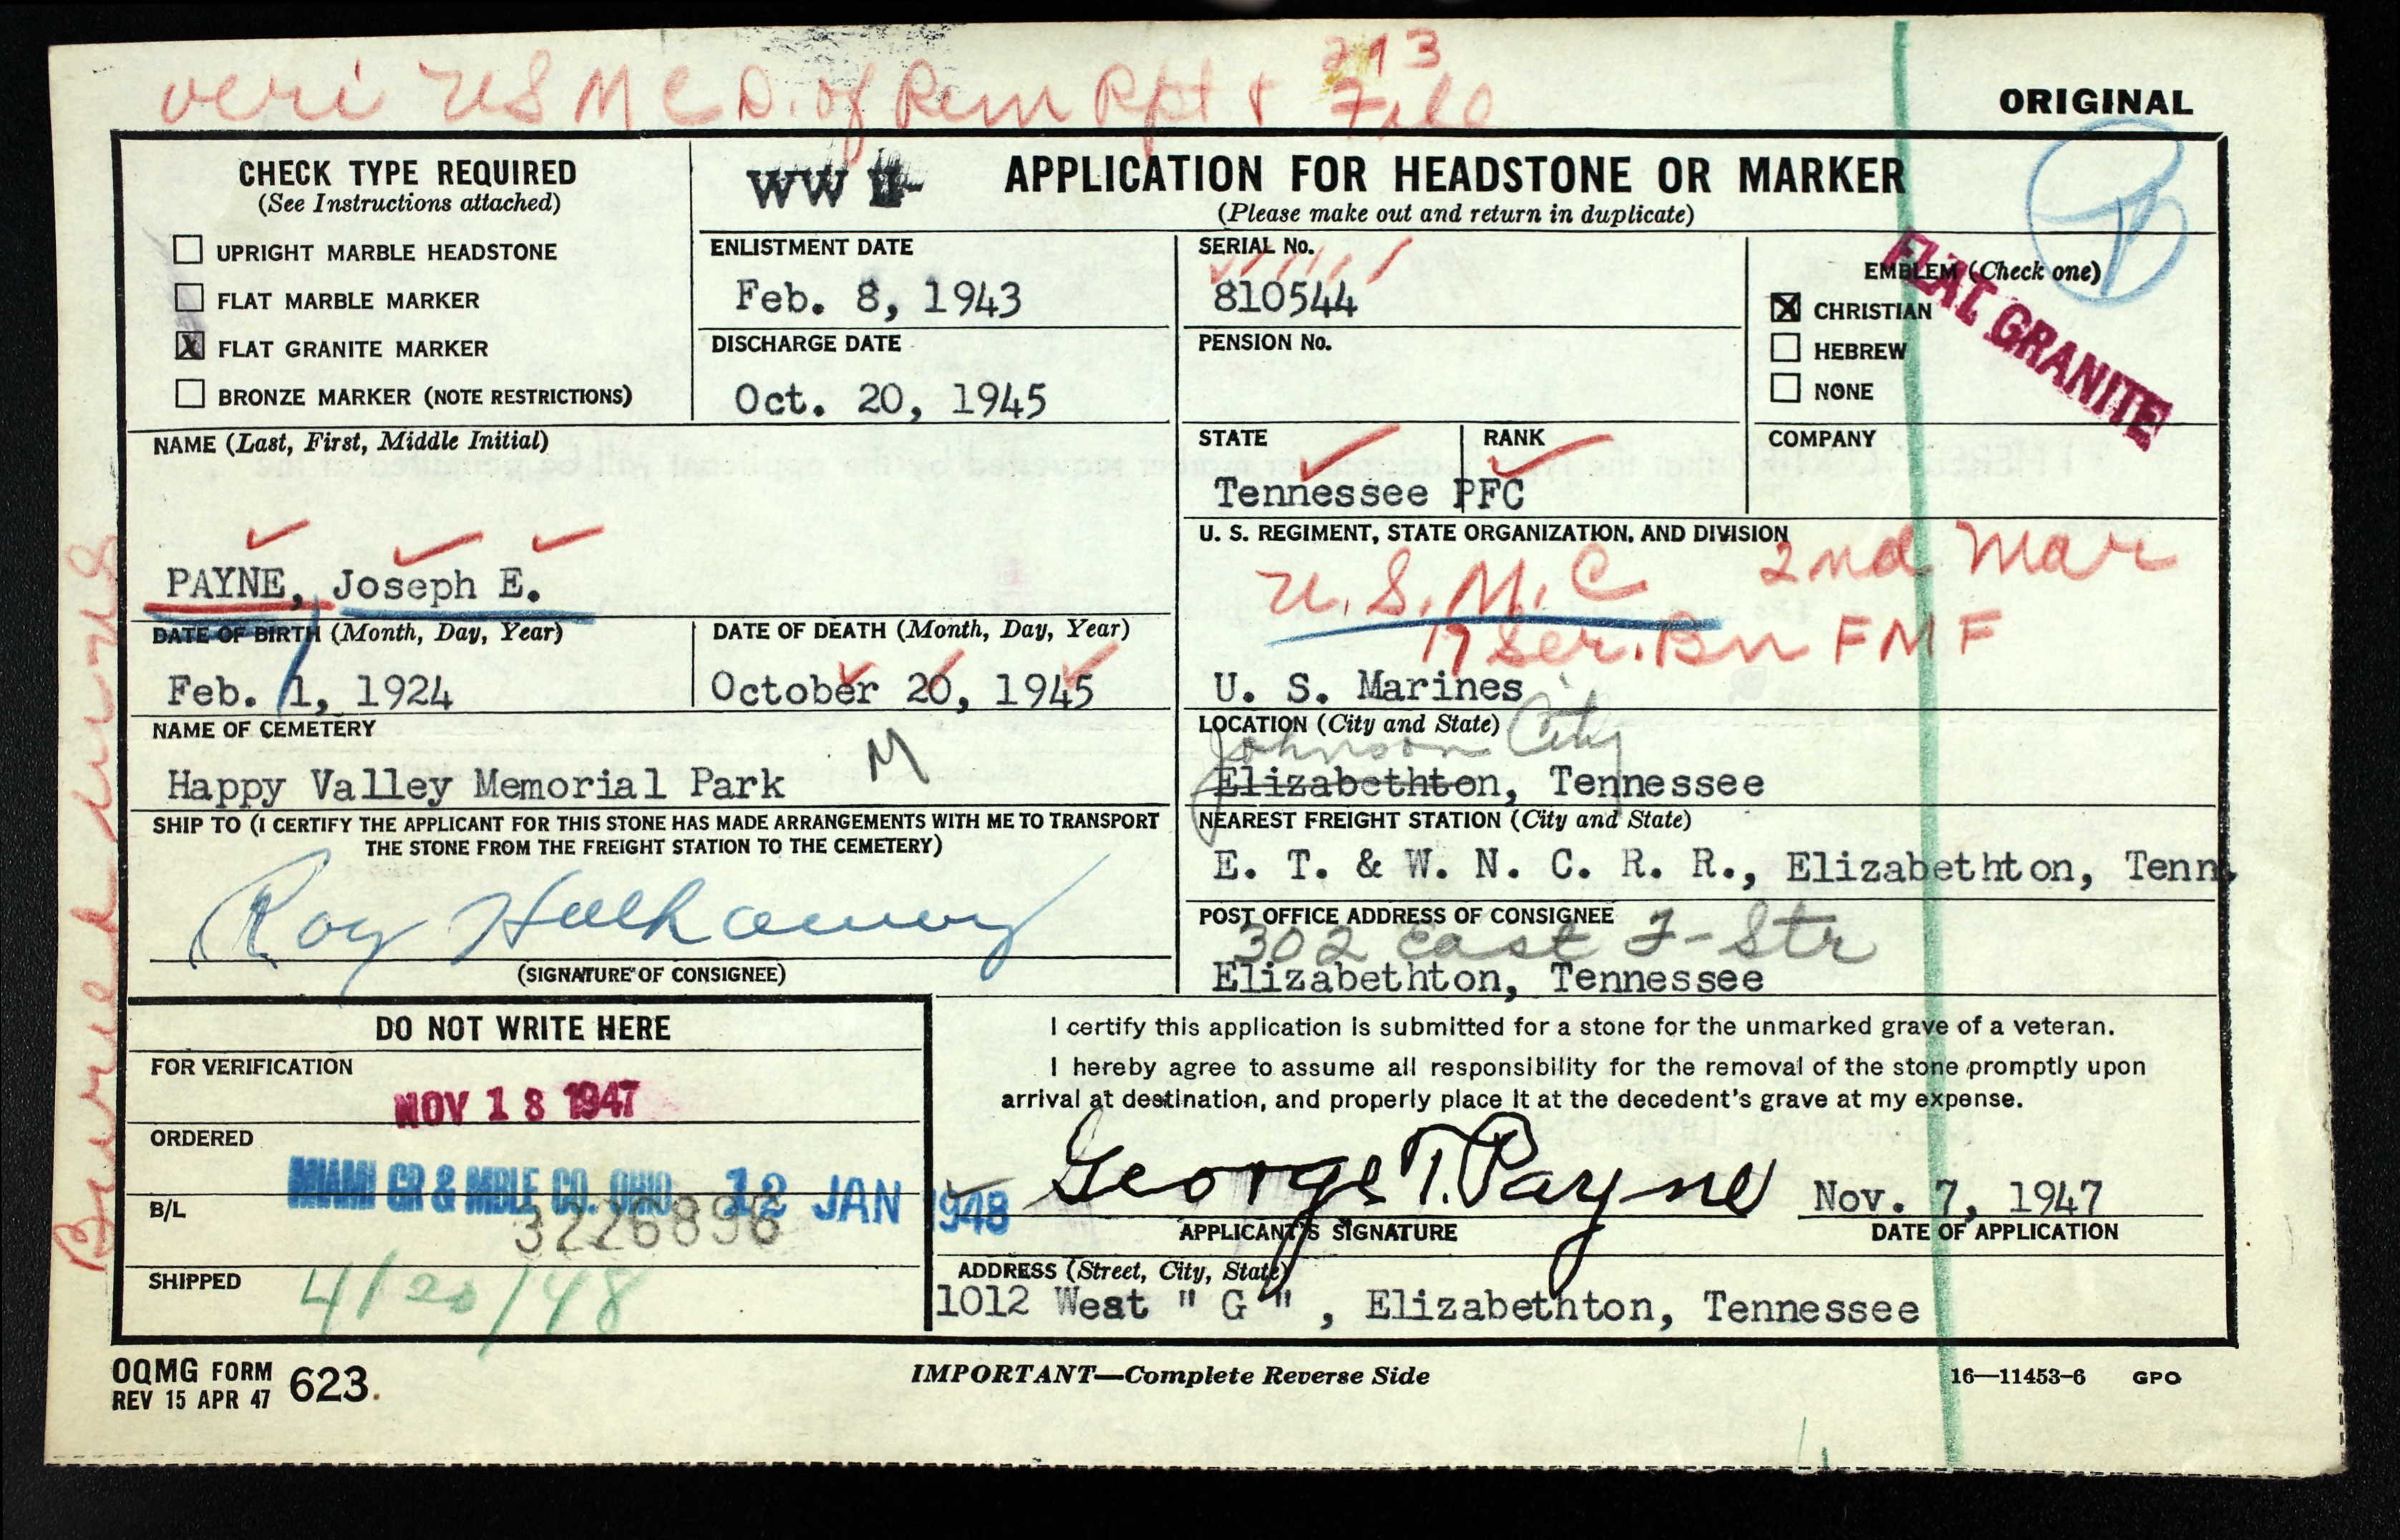 213
veri USMC D. of Rem Rpt & File
ORIGINAL
CHECK TYPE REQUIRED
(See Instructions attached)
UPRIGHT MARBLE HEADSTONE
FLAT MARBLE MARKER
X FLAT GRANITE MARKER
BRONZE MARKER (NOTE RESTRICTIONS)
WW II
APPLICATION FOR HEADSTONE OR MARKER
(Please make out and return in duplicate)
ENLISTMENT DATE
Feb. 8, 1943
DISCHARGE DATE
Oct. 20, 1945
SERIAL No.
810544
PENSION No.
EMBLEM (Check one)
X CHRISTIAN
HEBREW
NONE
FLAT GRANITE
NAME (Last, First, Middle Initial)
PAYNE, Joseph E.
STATE
Tennessee
RANK
PFC
COMPANY
U. S. REGIMENT, STATE ORGANIZATION, AND DIVISION
U.S.M.C 2nd Mar
17 Ser. Bn FMF
U. S. Marines
DATE OF BIRTH (Month, Day, Year)
Feb. 1, 1924
DATE OF DEATH (Month, Day, Year)
October 20, 1945
NAME OF CEMETERY
Happy Valley Memorial Park M
LOCATION (City and State)
Johnson City
Elizabethton, Tennessee
SHIP TO (I CERTIFY THE APPLICANT FOR THIS STONE HAS MADE ARRANGEMENTS WITH ME TO TRANSPORT
THE STONE FROM THE FREIGHT STATION TO THE CEMETERY)
Roy Hathaway
(SIGNATURE OF CONSIGNEE)
NEAREST FREIGHT STATION (City and State)
E. T. & W. N. C. R. R., Elizabethton, Tenn.
POST OFFICE ADDRESS OF CONSIGNEE
302 East F-Str
Elizabethton, Tennessee
DO NOT WRITE HERE
FOR VERIFICATION
NOV 18 1947
ORDERED
MIAMI GR & MBLE CO. OHIO 12 JAN 1948
B/L
3226896
SHIPPED
4/20/48
I certify this application is submitted for a stone for the unmarked grave of a veteran.
I hereby agree to assume all responsibility for the removal of the stone promptly upon
arrival at destination, and properly place it at the decedent's grave at my expense.
George T. Payne
APPLICANT'S SIGNATURE
Nov. 7, 1947
DATE OF APPLICATION
ADDRESS (Street, City, State)
1012 West " G " , Elizabethton, Tennessee
OQMG FORM
REV 15 APR 47 623.
IMPORTANT—Complete Reverse Side
16—11453-6 GPO
Buried in US